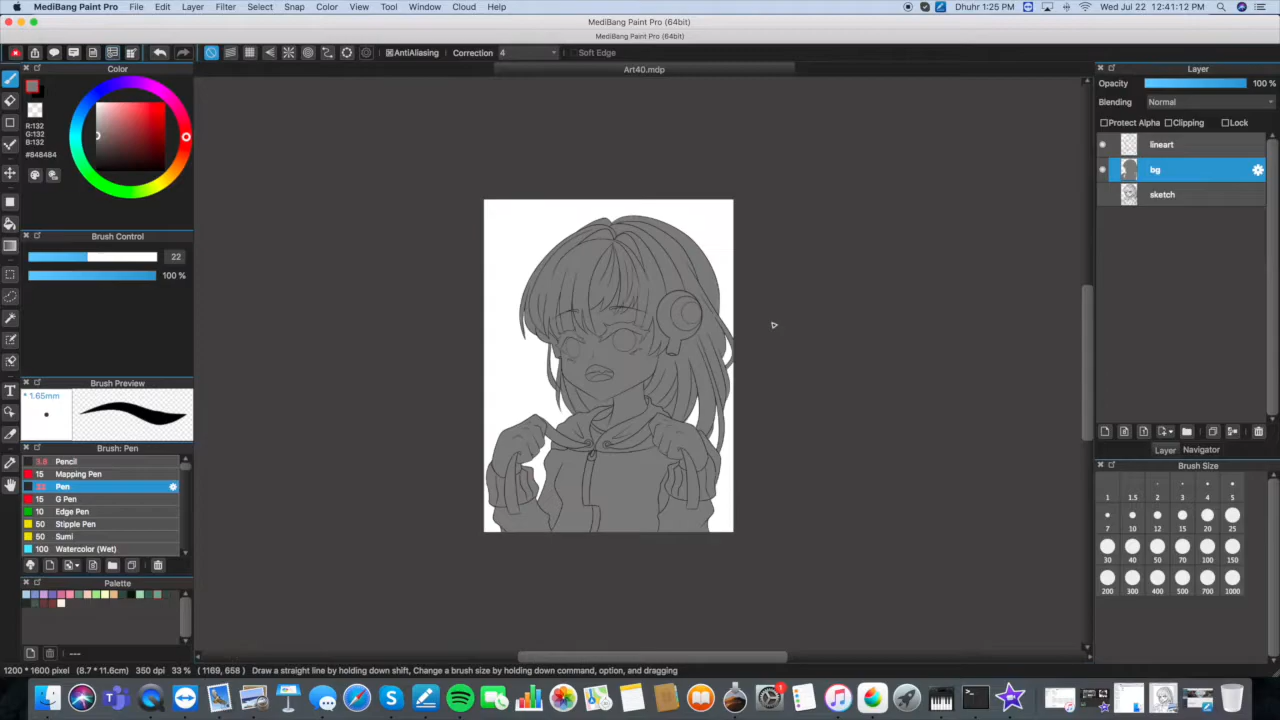 MediBang Paint Pro File Edit Layer Filter Select Snap Color View Tool Window Cloud Help Dhuhr 1:25 PM Wed Jul 22 8:41:12 PM
MediBang Paint Pro (64bit)
MediBang Paint Pro (64bit)
AntiAliasing Correction 4 Soft Edge
Art40.mdp
Color
R:132
G:132
B:132
#848484
Brush Control
22
100 %
Brush Preview
* 1.65mm
Brush: Pen
3.8 Pencil
15 Mapping Pen
22 Pen
15 G Pen
10 Edge Pen
50 Stipple Pen
50 Sumi
100 Watercolor (Wet)
Palette
---
Layer
Opacity 100 %
Blending Normal
Protect Alpha Clipping Lock
lineart
bg
sketch
Layer Navigator
Brush Size
1 1.5 2 3 4 5
7 10 12 15 20 25
30 40 50 70 100 150
200 300 400 500 700 1000
1200 * 1600 pixel (8.7 * 11.6cm) 350 dpi 33 % ( 1169, 658 ) Draw a straight line by holding down shift, Change a brush size by holding down command, option, and dragging